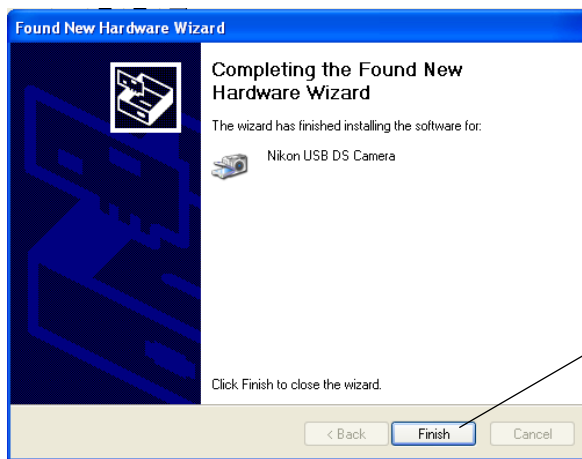 Found New Hardware Wizard
Completing the Found New
Hardware Wizard
The wizard has finished installing the software for:
Nikon USB DS Camera
Click Finish to close the wizard.
< Back
Finish
Cancel